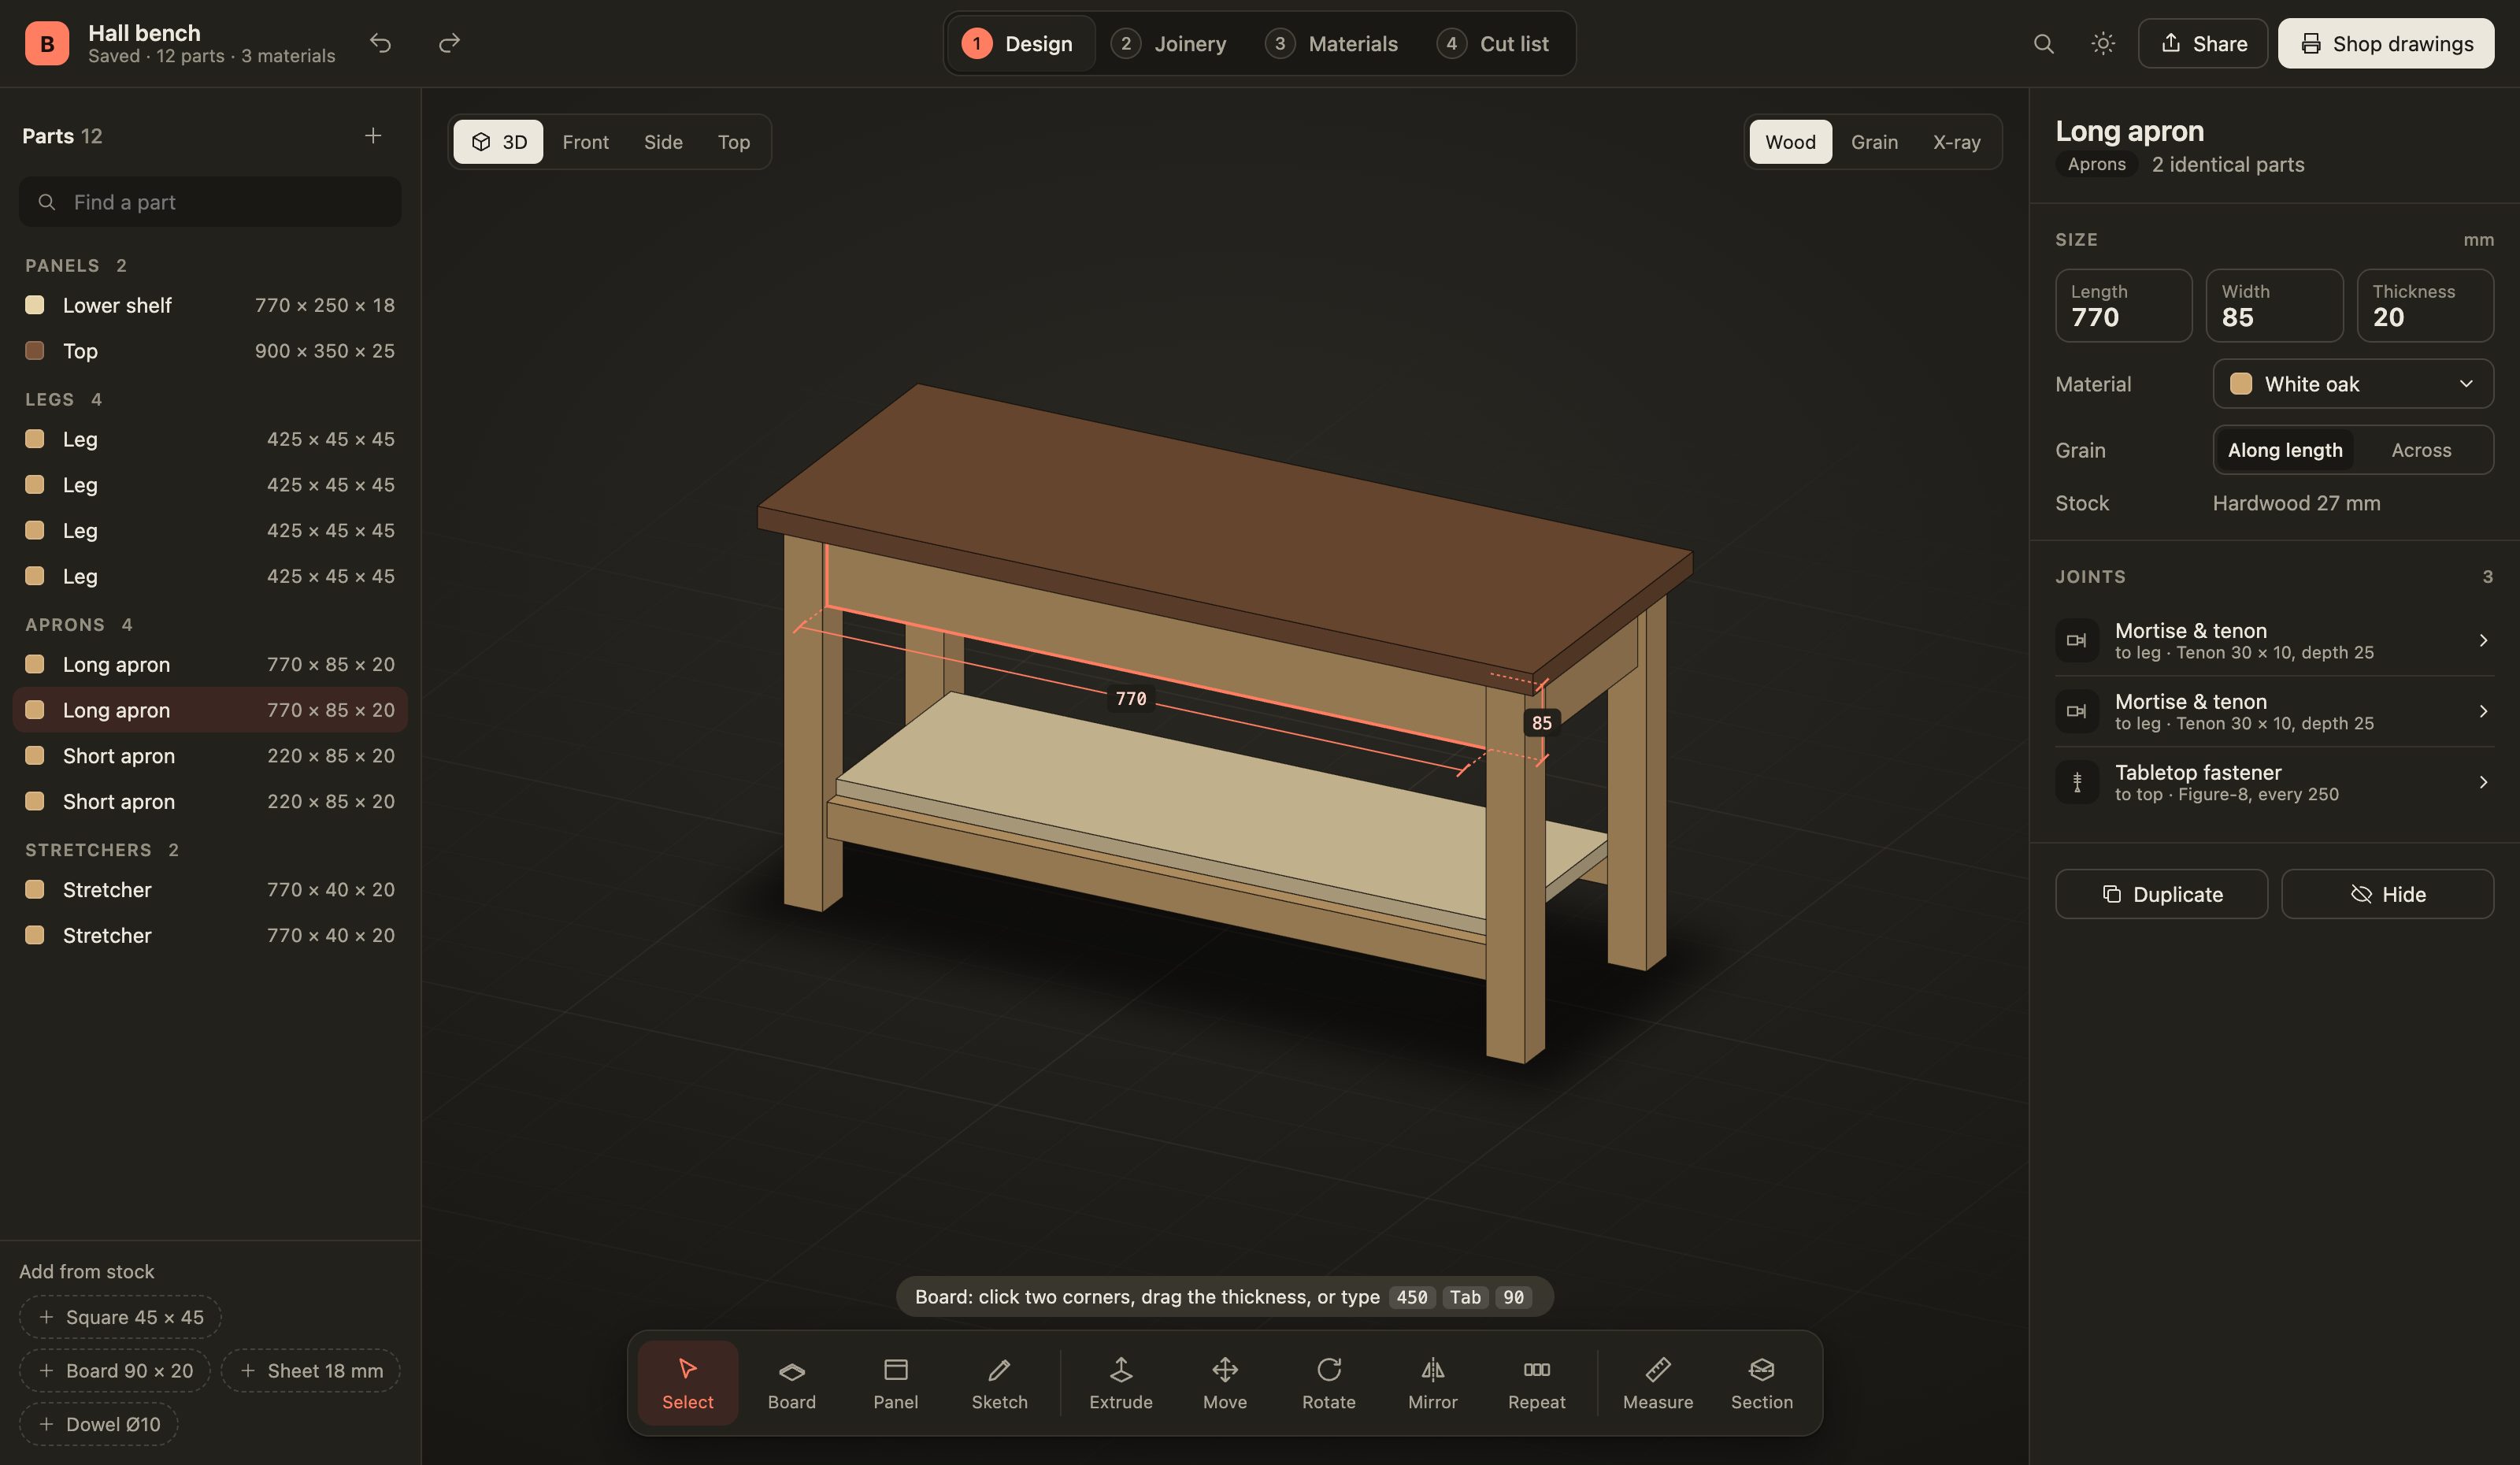 B
Hall bench
Saved · 12 parts · 3 materials
1 Design
2 Joinery
3 Materials
4 Cut list
Share
Shop drawings
Parts 12
Find a part
PANELS 2
Lower shelf 770 × 250 × 18
Top 900 × 350 × 25
LEGS 4
Leg 425 × 45 × 45
Leg 425 × 45 × 45
Leg 425 × 45 × 45
Leg 425 × 45 × 45
APRONS 4
Long apron 770 × 85 × 20
Long apron 770 × 85 × 20
Short apron 220 × 85 × 20
Short apron 220 × 85 × 20
STRETCHERS 2
Stretcher 770 × 40 × 20
Stretcher 770 × 40 × 20
Add from stock
Square 45 × 45
Board 90 × 20
Sheet 18 mm
Dowel Ø10
3D Front Side Top
Wood Grain X-ray
770
85
Board: click two corners, drag the thickness, or type 450 Tab 90
Select Board Panel Sketch Extrude Move Rotate Mirror Repeat Measure Section
Long apron
Aprons 2 identical parts
SIZE mm
Length Width Thickness
770 85 20
Material White oak
Grain Along length Across
Stock Hardwood 27 mm
JOINTS 3
Mortise & tenon
to leg · Tenon 30 × 10, depth 25
Mortise & tenon
to leg · Tenon 30 × 10, depth 25
Tabletop fastener
to top · Figure-8, every 250
Duplicate
Hide